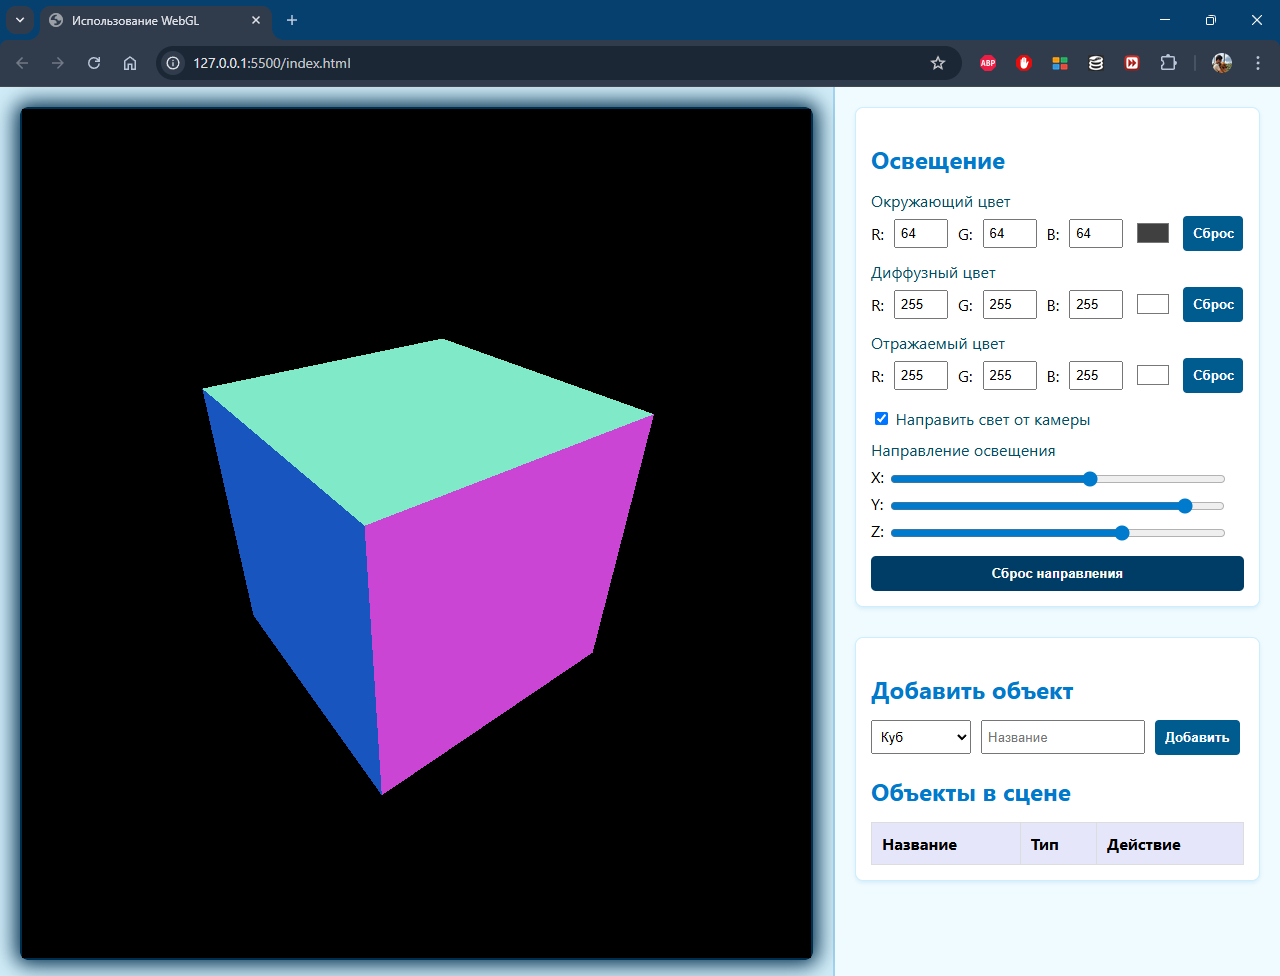 Использование WebGL
127.0.0.1:5500/index.html
ABP
Освещение
Окружающий цвет
R: 64 G: 64 B: 64 Сброс
Диффузный цвет
R: 255 G: 255 B: 255 Сброс
Отражаемый цвет
R: 255 G: 255 B: 255 Сброс
Направить свет от камеры
Направление освещения
X:
Y:
Z:
Сброс направления
Добавить объект
Куб Название Добавить
Объекты в сцене
Название Тип Действие